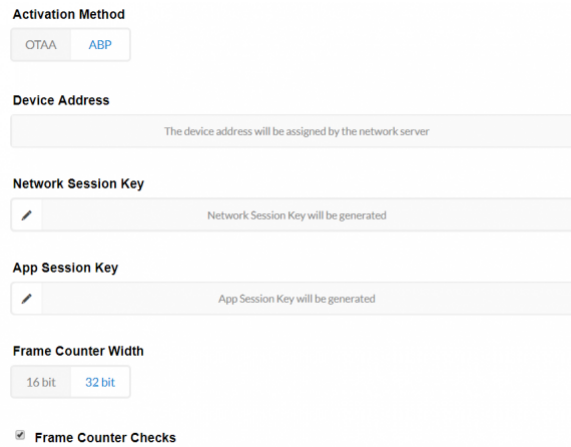 Activation Method
OTAA ABP
Device Address
The device address will be assigned by the network server
Network Session Key
Network Session Key will be generated
App Session Key
App Session Key will be generated
Frame Counter Width
16 bit 32 bit
Frame Counter Checks